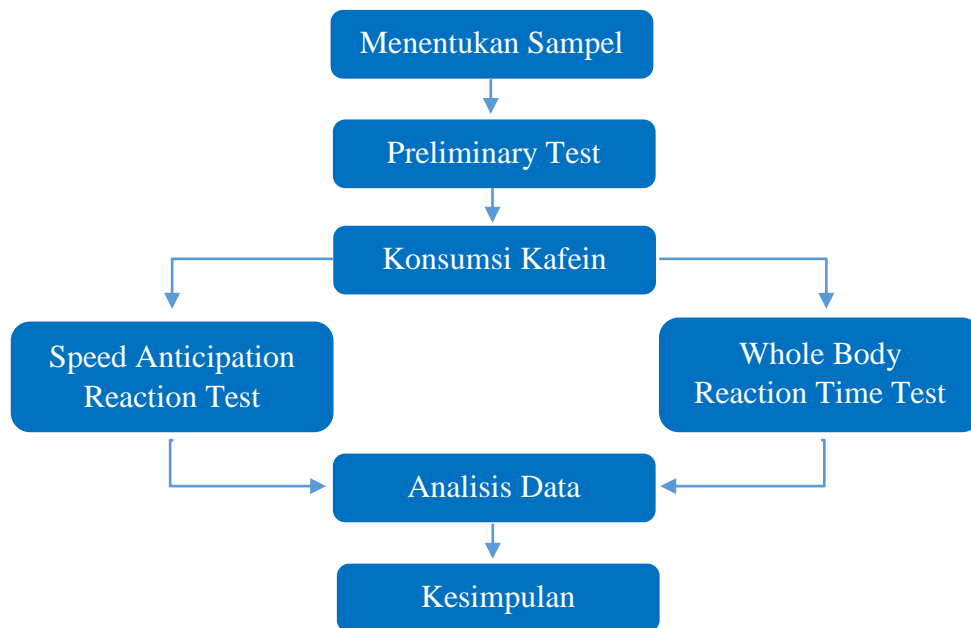 Menentukan Sampel
Preliminary Test
Konsumsi Kafein
Speed Anticipation
Reaction Test
Whole Body
Reaction Time Test
Analisis Data
Kesimpulan